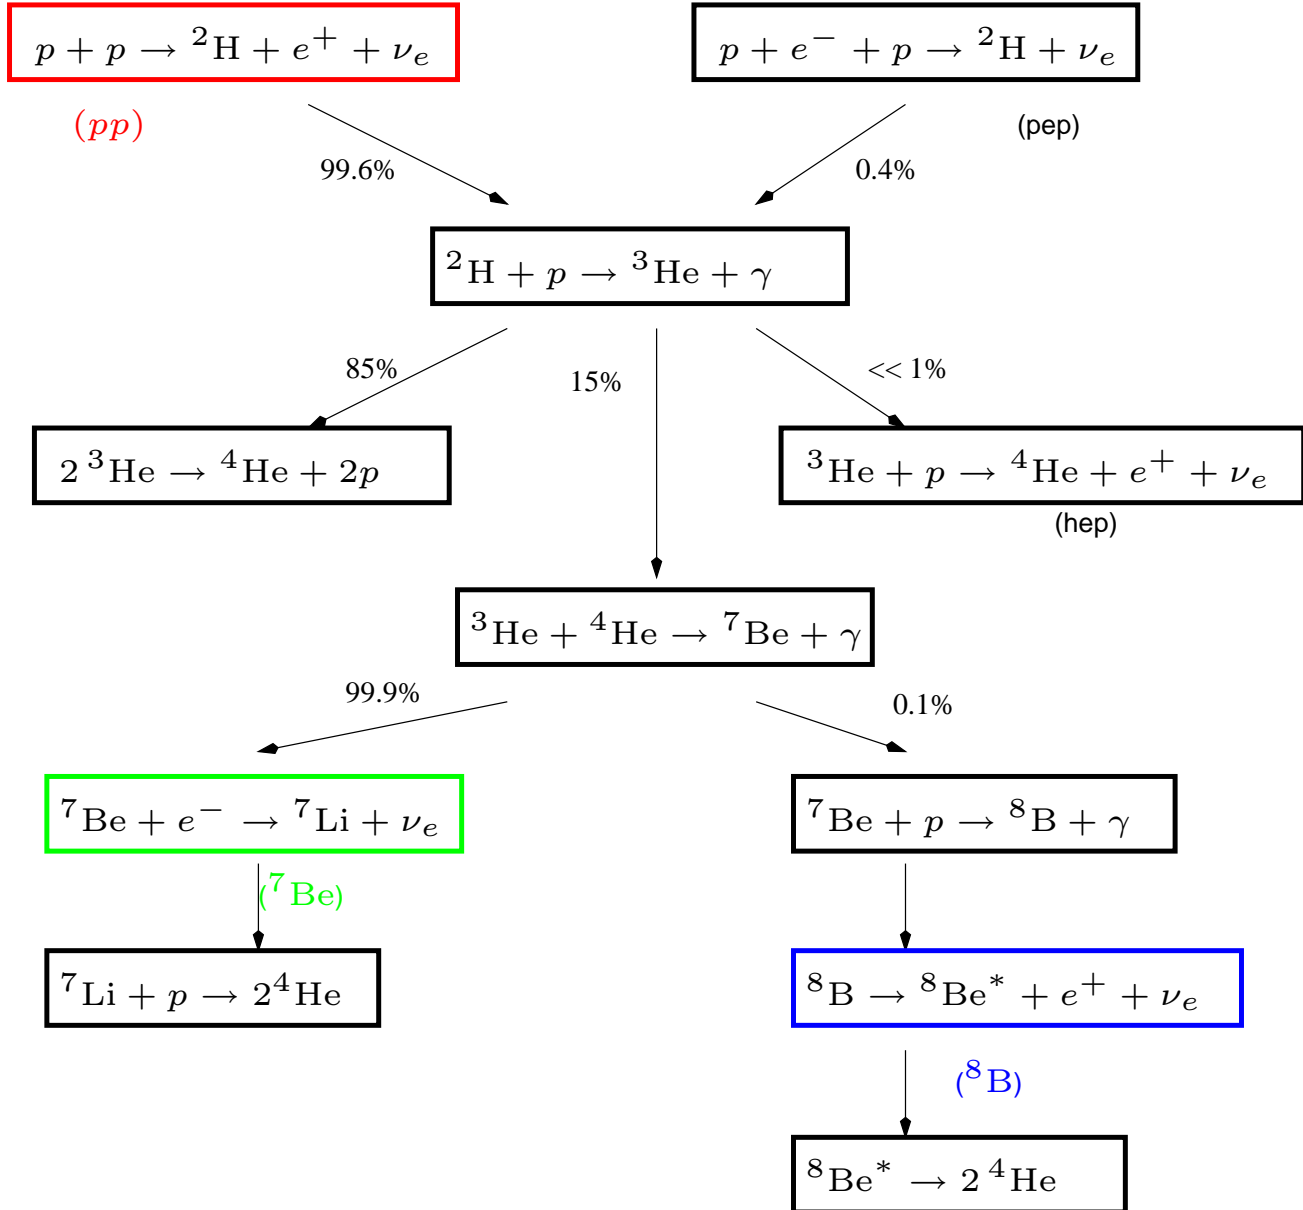 p + p → ²H + e⁺ + νₑ
p + e⁻ + p → ²H + νₑ
(pp)
(pep)
99.6%
0.4%
²H + p → ³He + γ
85%
15%
<< 1%
2 ³He → ⁴He + 2p
³He + p → ⁴He + e⁺ + νₑ
(hep)
³He + ⁴He → ⁷Be + γ
99.9%
0.1%
⁷Be + e⁻ → ⁷Li + νₑ
⁷Be + p → ⁸B + γ
(⁷Be)
⁷Li + p → 2⁴He
⁸B → ⁸Be* + e⁺ + νₑ
(⁸B)
⁸Be* → 2 ⁴He